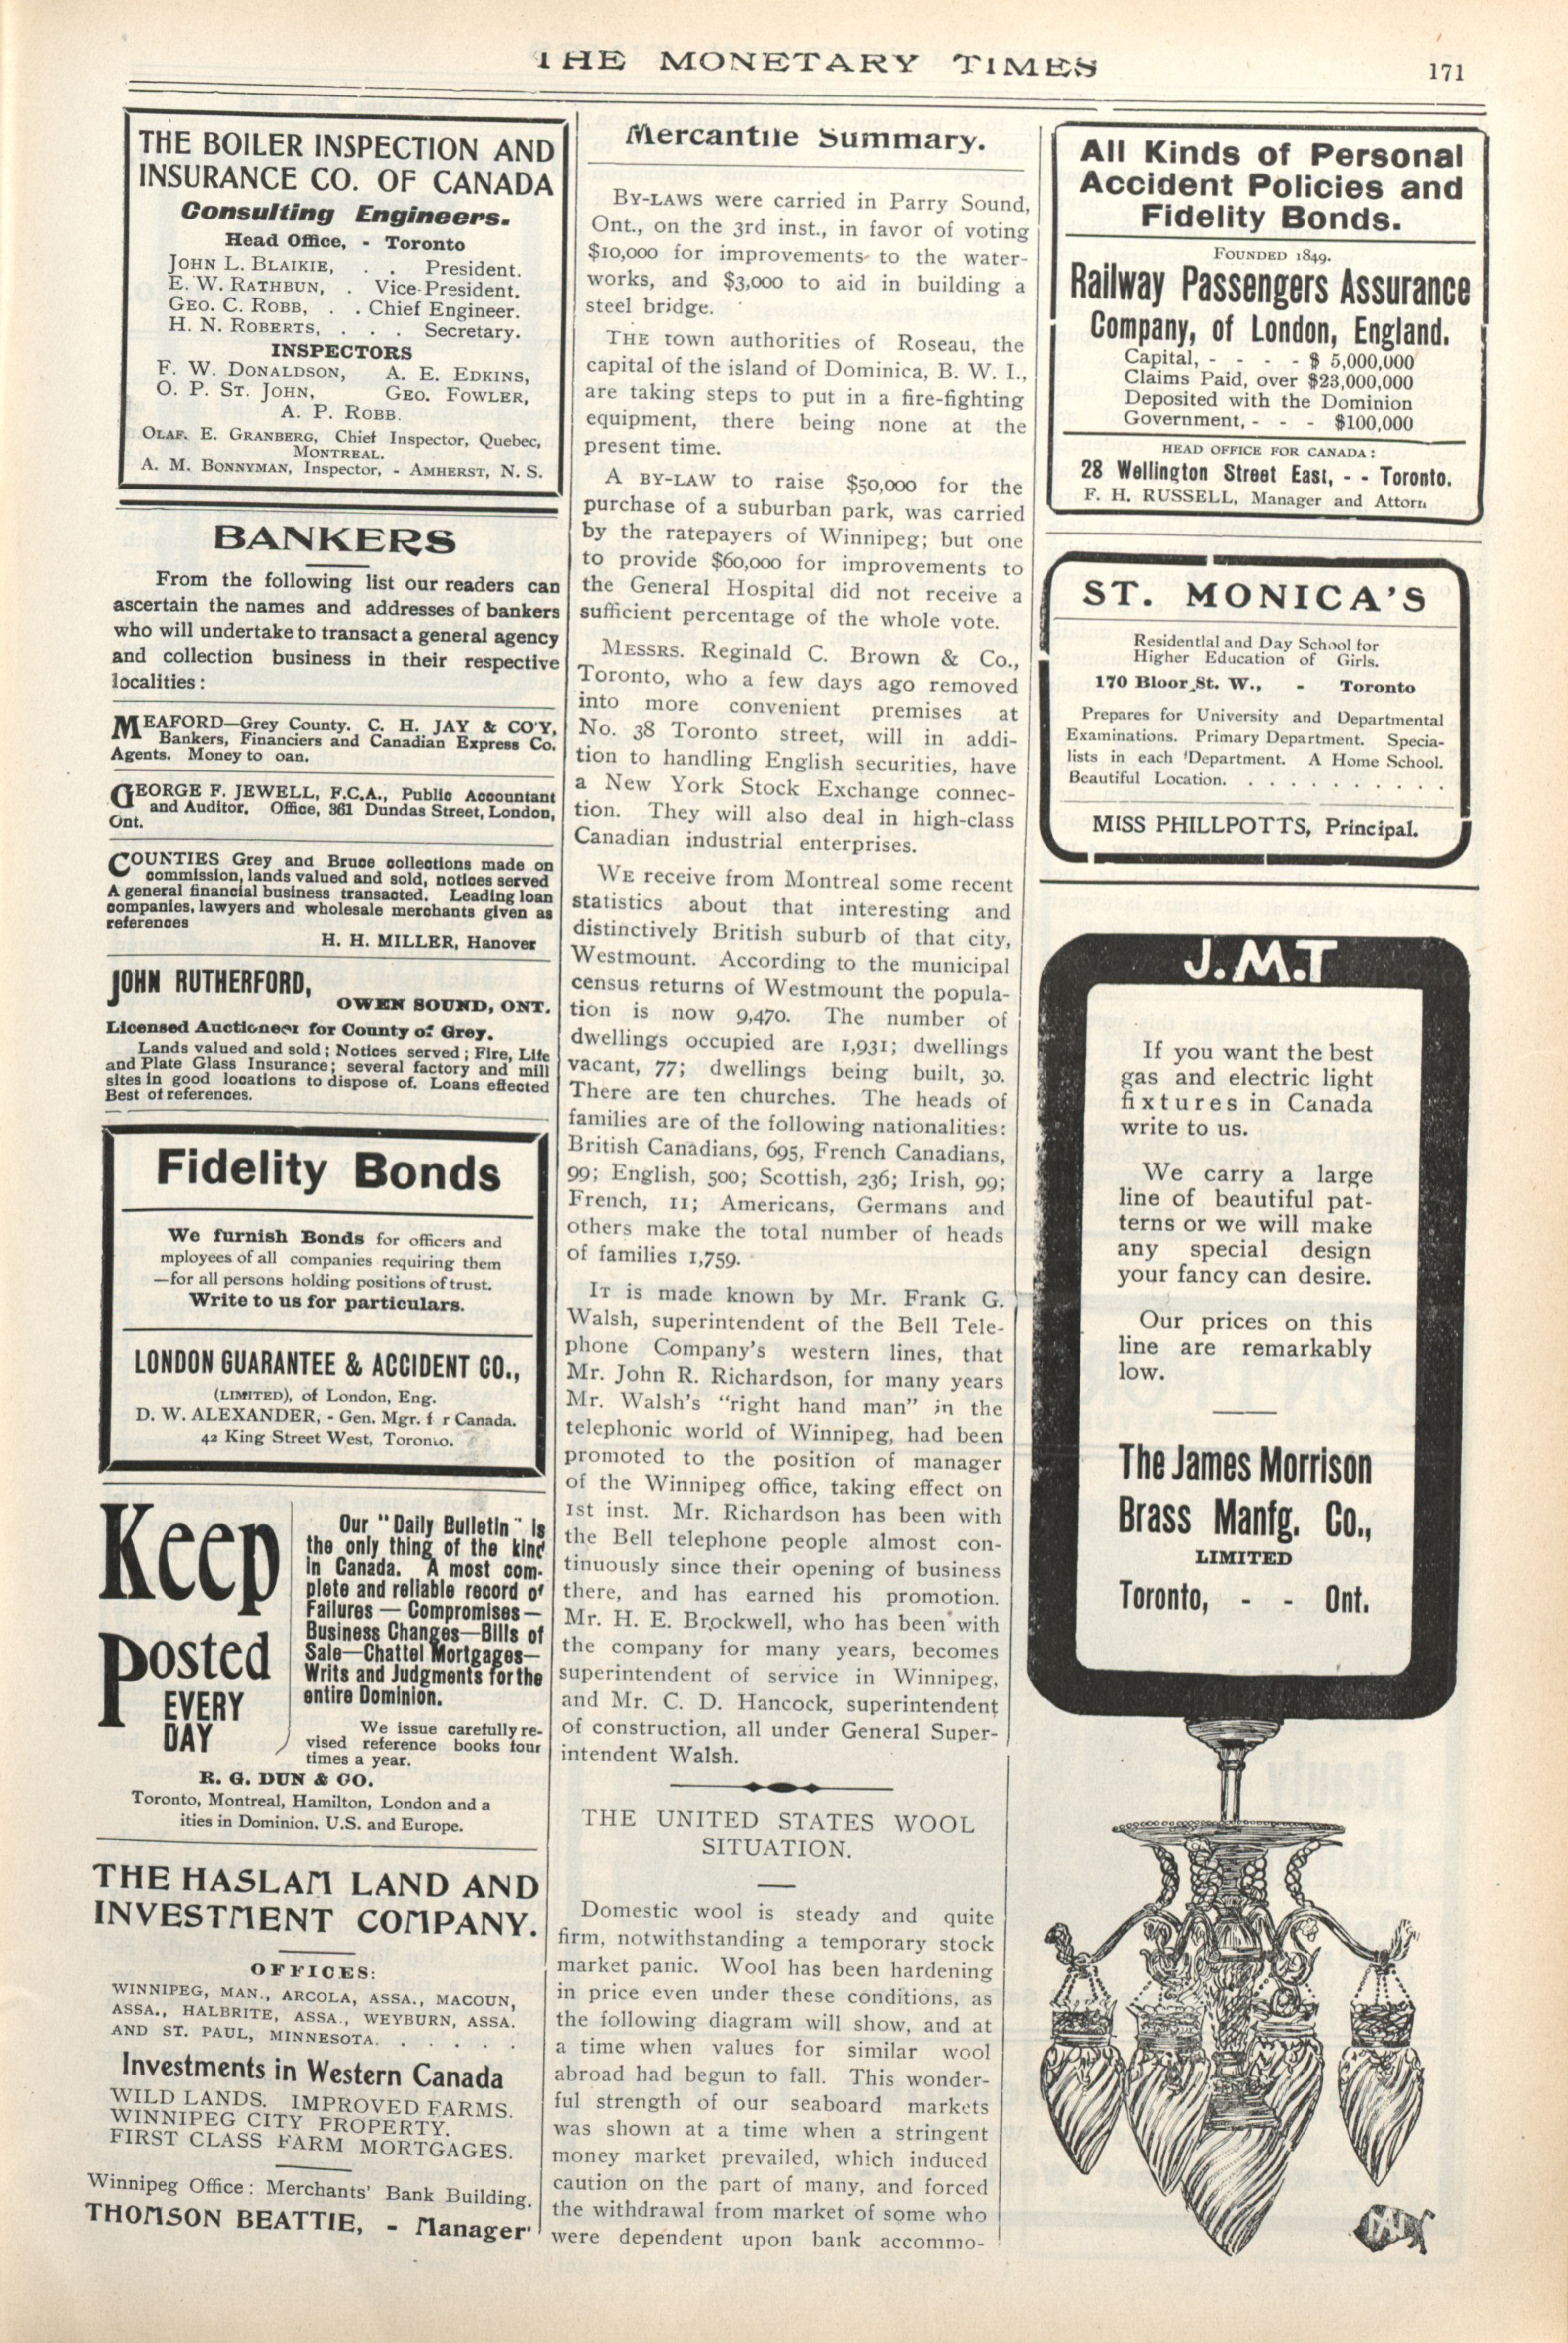 THE MONETARY TIMES
171
THE BOILER INSPECTION AND
INSURANCE CO. OF CANADA
Consulting Engineers.
Head Office, - Toronto
JOHN L. BLAIKIE, . . President.
E. W. RATHBUN, . Vice-President.
GEO. C. ROBB, . . Chief Engineer.
H. N. ROBERTS, . . . Secretary.
INSPECTORS
F. W. DONALDSON, A. E. EDKINS,
O. P. ST. JOHN, GEO. FOWLER,
A. P. ROBB.
OLAF. E. GRANBERG, Chief Inspector, Quebec,
MONTREAL.
A. M. BONNYMAN, Inspector, - AMHERST, N. S.
BANKERS
From the following list our readers can
ascertain the names and addresses of bankers
who will undertake to transact a general agency
and collection business in their respective
localities:
MEAFORD—Grey County. C. H. JAY & CO'Y,
Bankers, Financiers and Canadian Express Co.
Agents. Money to oan.
GEORGE F. JEWELL, F.C.A., Public Accountant
and Auditor. Office, 361 Dundas Street, London,
Ont.
COUNTIES Grey and Bruce collections made on
commission, lands valued and sold, notices served
A general financial business transacted. Leading loan
companies, lawyers and wholesale merchants given as
references
H. H. MILLER, Hanover
JOHN RUTHERFORD,
OWEN SOUND, ONT.
Licensed Auctioneer for County of Grey.
Lands valued and sold; Notices served; Fire, Life
and Plate Glass Insurance; several factory and mill
sites in good locations to dispose of. Loans effected
Best of references.
Fidelity Bonds
We furnish Bonds for officers and
mployees of all companies requiring them
—for all persons holding positions of trust.
Write to us for particulars.
LONDON GUARANTEE & ACCIDENT CO.,
(LIMITED), of London, Eng.
D. W. ALEXANDER, - Gen. Mgr. f r Canada.
42 King Street West, Toronto.
Keep
Posted
EVERY
DAY
Our "Daily Bulletin" is
the only thing of the kind
in Canada. A most com-
plete and reliable record of
Failures — Compromises—
Business Changes—Bills of
Sale—Chattel Mortgages—
Writs and Judgments for the
entire Dominion.
We issue carefully re-
vised reference books four
times a year.
R. G. DUN & CO.
Toronto, Montreal, Hamilton, London and a
ities in Dominion. U.S. and Europe.
THE HASLAM LAND AND
INVESTMENT COMPANY.
OFFICES:
WINNIPEG, MAN., ARCOLA, ASSA., MACOUN,
ASSA., HALBRITE, ASSA., WEYBURN, ASSA.
AND ST. PAUL, MINNESOTA. . . . . .
Investments in Western Canada
WILD LANDS. IMPROVED FARMS.
WINNIPEG CITY PROPERTY.
FIRST CLASS FARM MORTGAGES.
Winnipeg Office: Merchants' Bank Building.
THOMSON BEATTIE, - Manager
Mercantile Summary.
BY-LAWS were carried in Parry Sound,
Ont., on the 3rd inst., in favor of voting
$10,000 for improvements to the water-
works, and $3,000 to aid in building a
steel bridge.
THE town authorities of Roseau, the
capital of the island of Dominica, B. W. I.,
are taking steps to put in a fire-fighting
equipment, there being none at the
present time.
A BY-LAW to raise $50,000 for the
purchase of a suburban park, was carried
by the ratepayers of Winnipeg; but one
to provide $60,000 for improvements to
the General Hospital did not receive a
sufficient percentage of the whole vote.
MESSRS. Reginald C. Brown & Co.,
Toronto, who a few days ago removed
into more convenient premises at
No. 38 Toronto street, will in addi-
tion to handling English securities, have
a New York Stock Exchange connec-
tion. They will also deal in high-class
Canadian industrial enterprises.
WE receive from Montreal some recent
statistics about that interesting and
distinctively British suburb of that city,
Westmount. According to the municipal
census returns of Westmount the popula-
tion is now 9,470. The number of
dwellings occupied are 1,931; dwellings
vacant, 77; dwellings being built, 30.
There are ten churches. The heads of
families are of the following nationalities:
British Canadians, 695, French Canadians,
99; English, 500; Scottish, 236; Irish, 99;
French, 11; Americans, Germans and
others make the total number of heads
of families 1,759.
IT is made known by Mr. Frank G.
Walsh, superintendent of the Bell Tele-
phone Company's western lines, that
Mr. John R. Richardson, for many years
Mr. Walsh's "right hand man" in the
telephonic world of Winnipeg, had been
promoted to the position of manager
of the Winnipeg office, taking effect on
1st inst. Mr. Richardson has been with
the Bell telephone people almost con-
tinuously since their opening of business
there, and has earned his promotion.
Mr. H. E. Brockwell, who has been with
the company for many years, becomes
superintendent of service in Winnipeg,
and Mr. C. D. Hancock, superintendent
of construction, all under General Super-
intendent Walsh.
THE UNITED STATES WOOL
SITUATION.
Domestic wool is steady and quite
firm, notwithstanding a temporary stock
market panic. Wool has been hardening
in price even under these conditions, as
the following diagram will show, and at
a time when values for similar wool
abroad had begun to fall. This wonder-
ful strength of our seaboard markets
was shown at a time when a stringent
money market prevailed, which induced
caution on the part of many, and forced
the withdrawal from market of some who
were dependent upon bank accommo-
All Kinds of Personal
Accident Policies and
Fidelity Bonds.
FOUNDED 1849.
Railway Passengers Assurance
Company, of London, England.
Capital, - - - - $ 5,000,000
Claims Paid, over $23,000,000
Deposited with the Dominion
Government, - - - $100,000
HEAD OFFICE FOR CANADA:
28 Wellington Street East, - - Toronto.
F. H. RUSSELL, Manager and Attorn
ST. MONICA'S
Residential and Day School for
Higher Education of Girls.
170 Bloor St. W., - Toronto
Prepares for University and Departmental
Examinations. Primary Department. Specia-
lists in each Department. A Home School.
Beautiful Location. . . . . . . . . . .
MISS PHILLPOTTS, Principal.
J.M.T
If you want the best
gas and electric light
fixtures in Canada
write to us.
We carry a large
line of beautiful pat-
terns or we will make
any special design
your fancy can desire.
Our prices on this
line are remarkably
low.
The James Morrison
Brass Manfg. Co.,
LIMITED
Toronto, - - Ont.